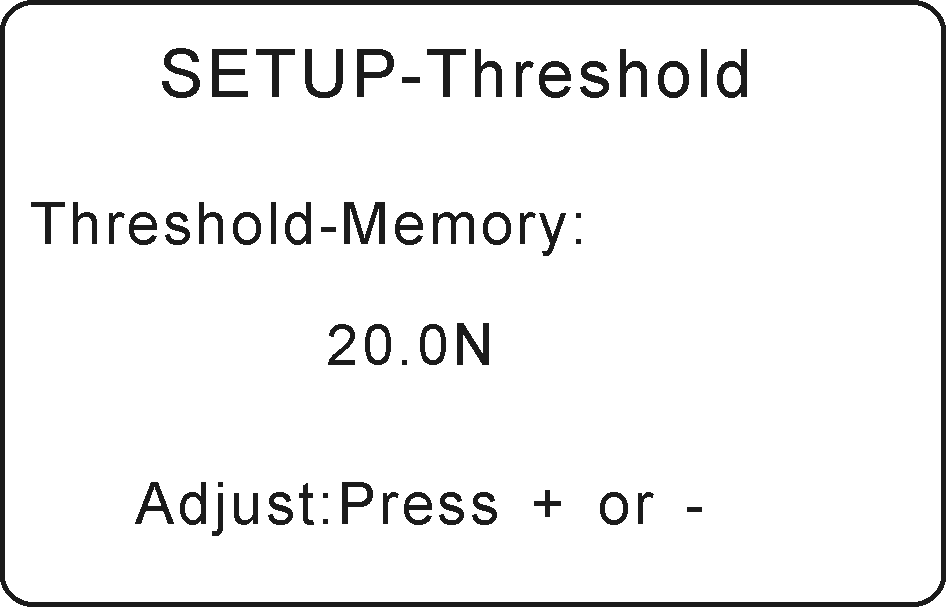 SETUP-Threshold
Threshold-Memory:
20.0N
Adjust:Press + or -